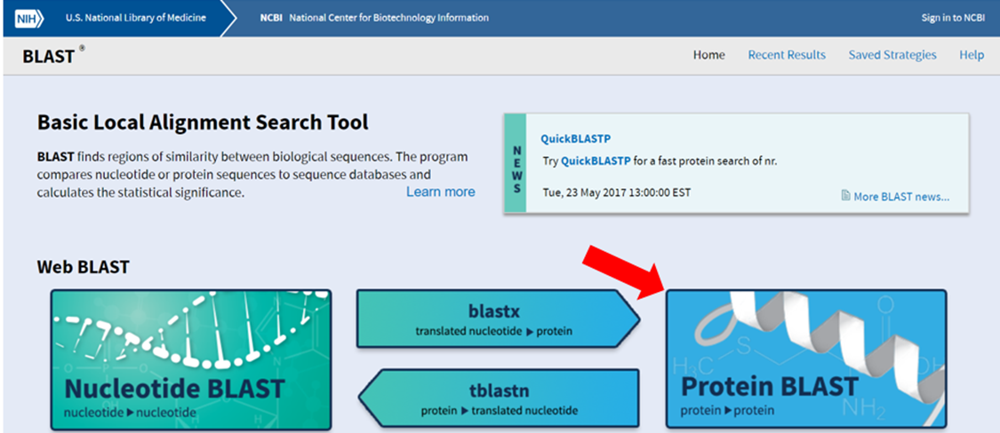 NIH U.S. National Library of Medicine NCBI National Center for Biotechnology Information Sign in to NCBI
BLAST ® Home Recent Results Saved Strategies Help
Basic Local Alignment Search Tool
BLAST finds regions of similarity between biological sequences. The program
compares nucleotide or protein sequences to sequence databases and
calculates the statistical significance. Learn more
NEWS
QuickBLASTP
Try QuickBLASTP for a fast protein search of nr.
Tue, 23 May 2017 13:00:00 EST
More BLAST news...
Web BLAST
Nucleotide BLAST
nucleotide ▶ nucleotide
blastx
translated nucleotide ▶ protein
tblastn
protein ▶ translated nucleotide
O
S
H₃C
OH
NH₂
Protein BLAST
protein ▶ protein